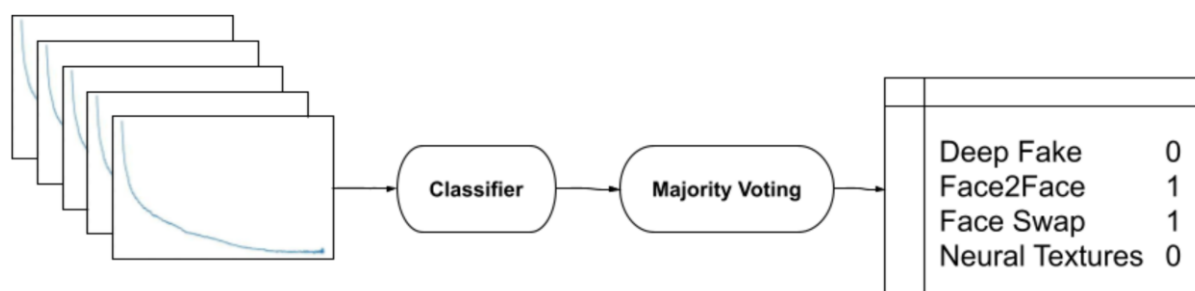 Classifier
Majority Voting
Deep Fake 0
Face2Face 1
Face Swap 1
Neural Textures 0